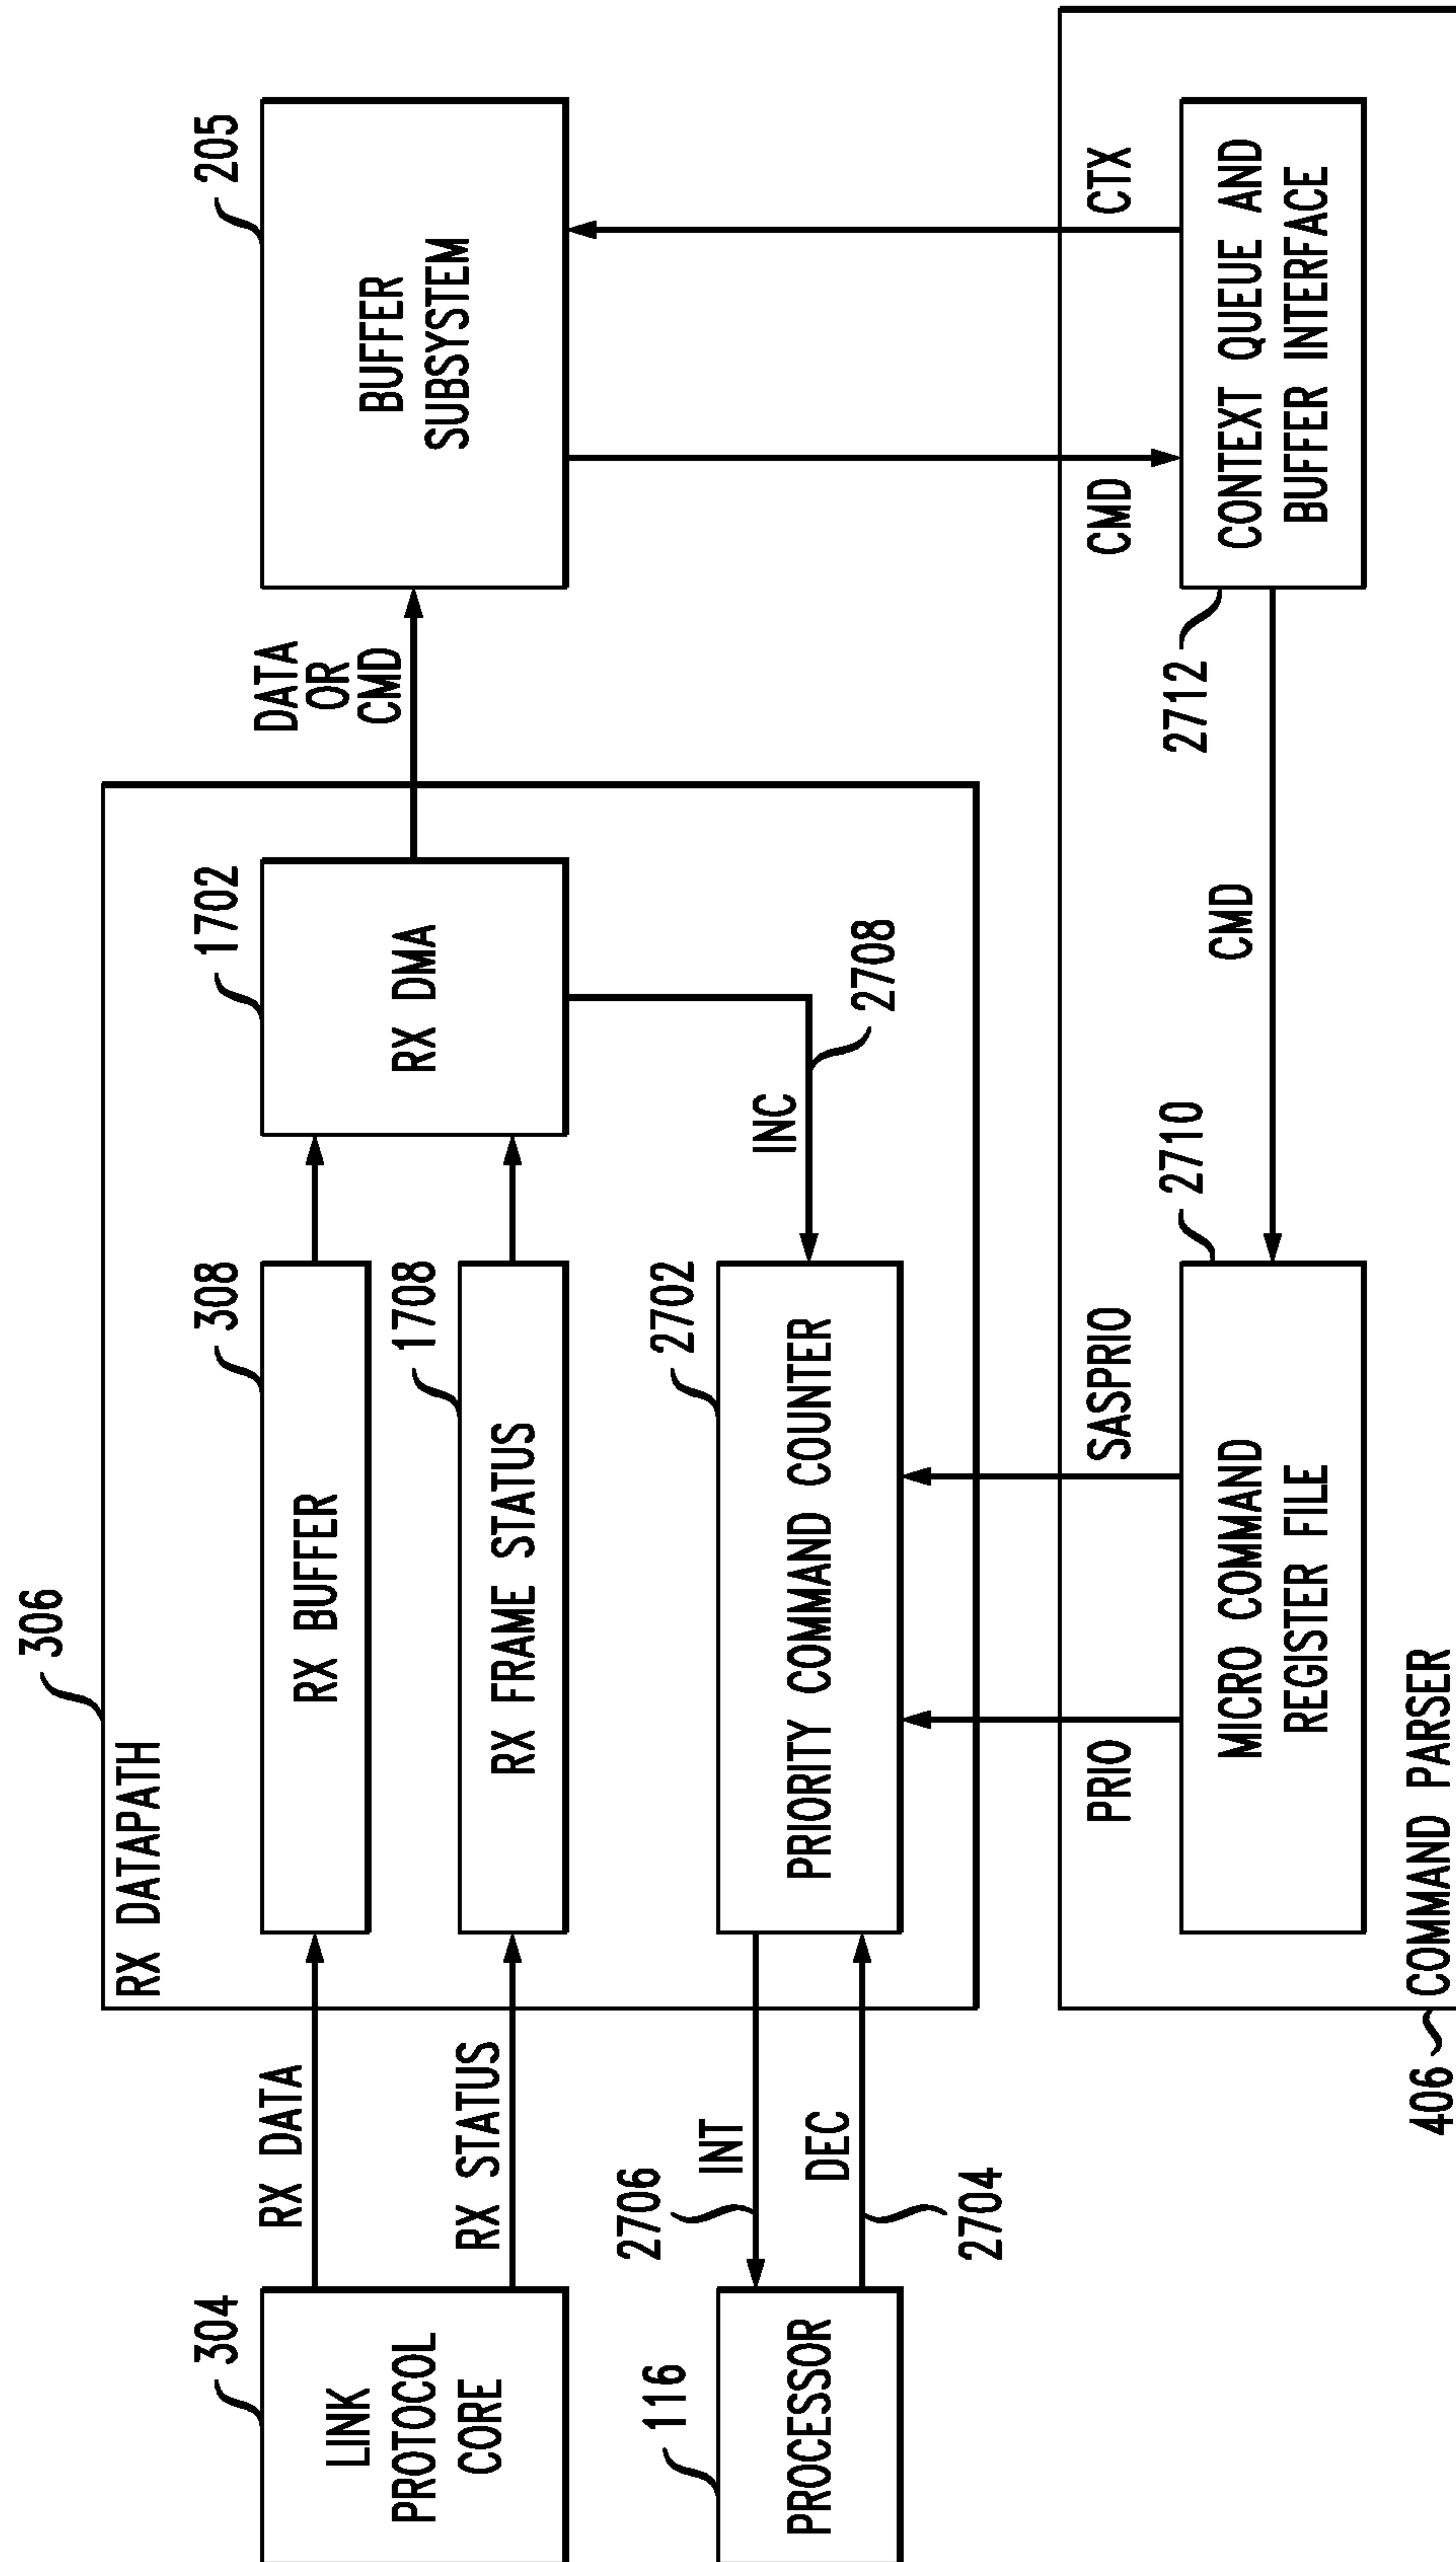 306
RX DATAPATH
304
LINK
PROTOCOL
CORE
RX DATA
RX STATUS
308
RX BUFFER
1708
RX FRAME STATUS
1702
RX DMA
DATA
OR
CMD
205
BUFFER
SUBSYSTEM
116
PROCESSOR
2706
INT
DEC
2704
2702
PRIORITY COMMAND COUNTER
INC
2708
PRIO
SASPRIO
2710
MICRO COMMAND
REGISTER FILE
CMD
2712
CMD
CTX
CONTEXT QUEUE AND
BUFFER INTERFACE
406
COMMAND PARSER